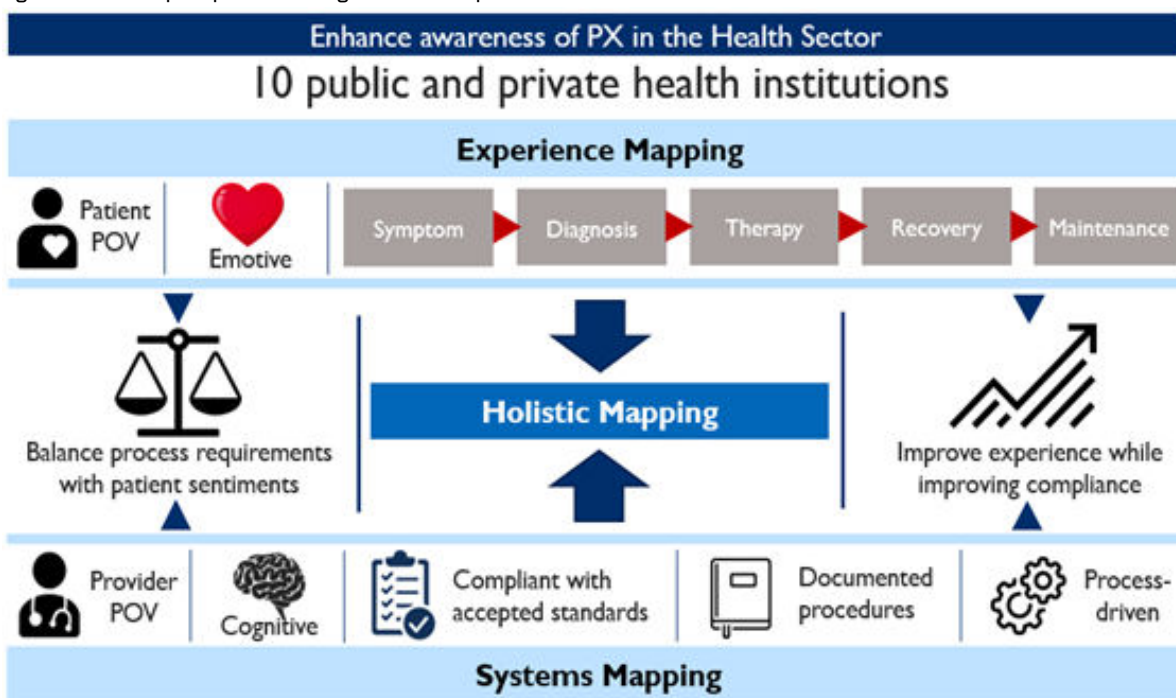 Enhance awareness of PX in the Health Sector
10 public and private health institutions
Experience Mapping
Patient
POV
Emotive
Symptom
Diagnosis
Therapy
Recovery
Maintenance
Balance process requirements
with patient sentiments
Holistic Mapping
Improve experience while
improving compliance
Provider
POV
Cognitive
Compliant with
accepted standards
Documented
procedures
Process-
driven
Systems Mapping